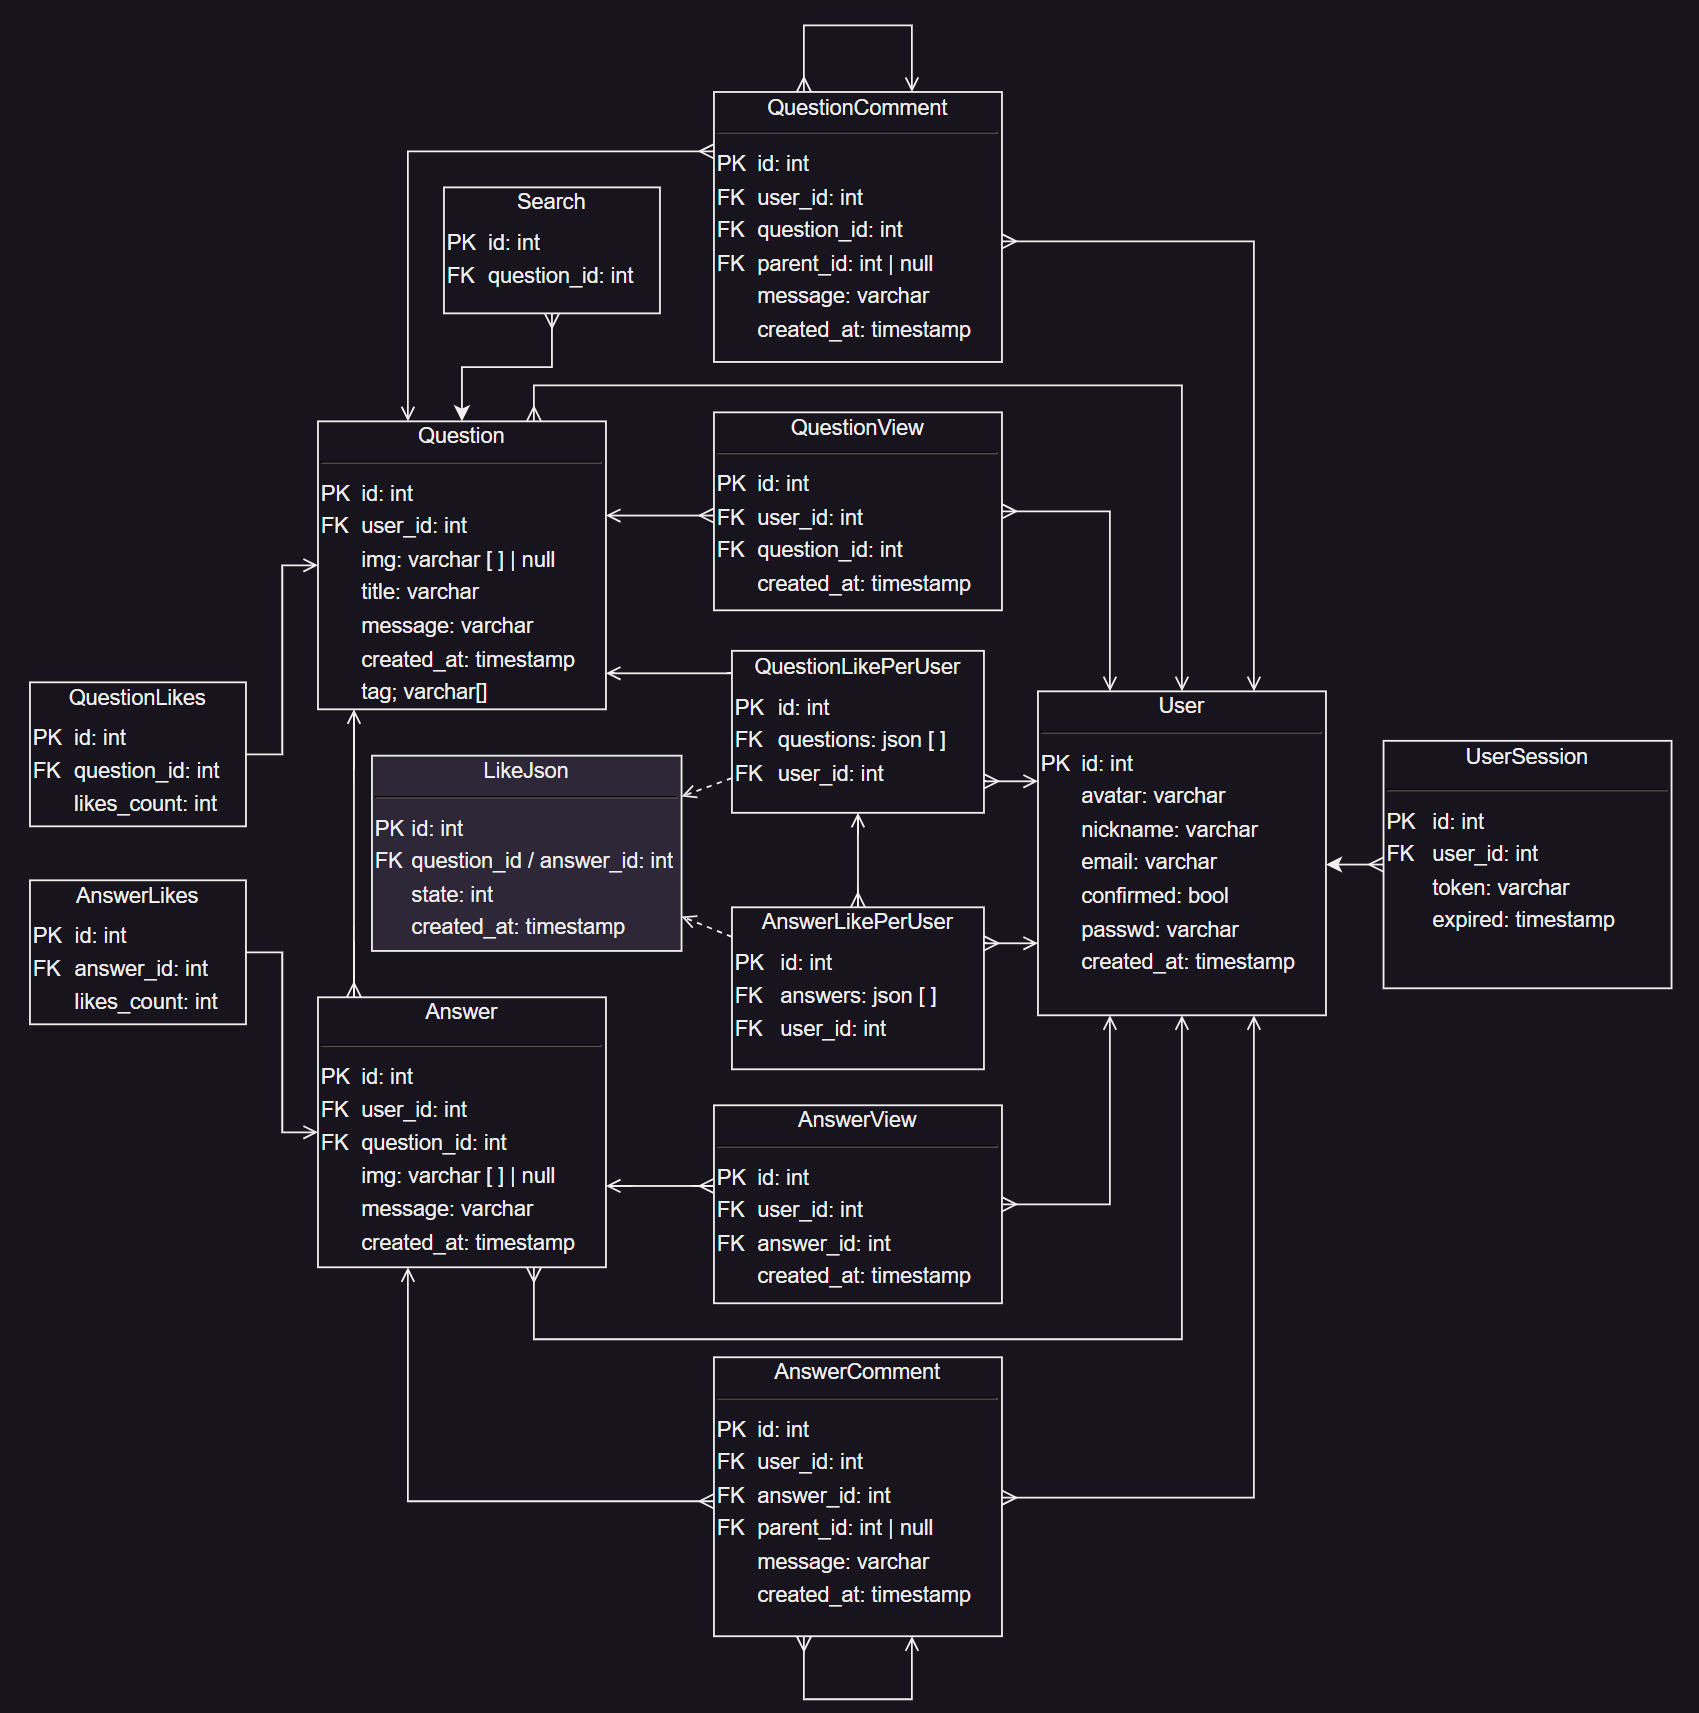 QuestionComment
PK id: int
FK user_id: int
FK question_id: int
FK parent_id: int | null
message: varchar
created_at: timestamp
Search
PK id: int
FK question_id: int
Question
PK id: int
FK user_id: int
img: varchar [ ] | null
title: varchar
message: varchar
created_at: timestamp
tag; varchar[]
QuestionView
PK id: int
FK user_id: int
FK question_id: int
created_at: timestamp
QuestionLikePerUser
PK id: int
FK questions: json [ ]
FK user_id: int
QuestionLikes
PK id: int
FK question_id: int
likes_count: int
LikeJson
PK id: int
FK question_id / answer_id: int
state: int
created_at: timestamp
User
PK id: int
avatar: varchar
nickname: varchar
email: varchar
confirmed: bool
passwd: varchar
created_at: timestamp
UserSession
PK id: int
FK user_id: int
token: varchar
expired: timestamp
AnswerLikes
PK id: int
FK answer_id: int
likes_count: int
AnswerLikePerUser
PK id: int
FK answers: json [ ]
FK user_id: int
Answer
PK id: int
FK user_id: int
FK question_id: int
img: varchar [ ] | null
message: varchar
created_at: timestamp
AnswerView
PK id: int
FK user_id: int
FK answer_id: int
created_at: timestamp
AnswerComment
PK id: int
FK user_id: int
FK answer_id: int
FK parent_id: int | null
message: varchar
created_at: timestamp